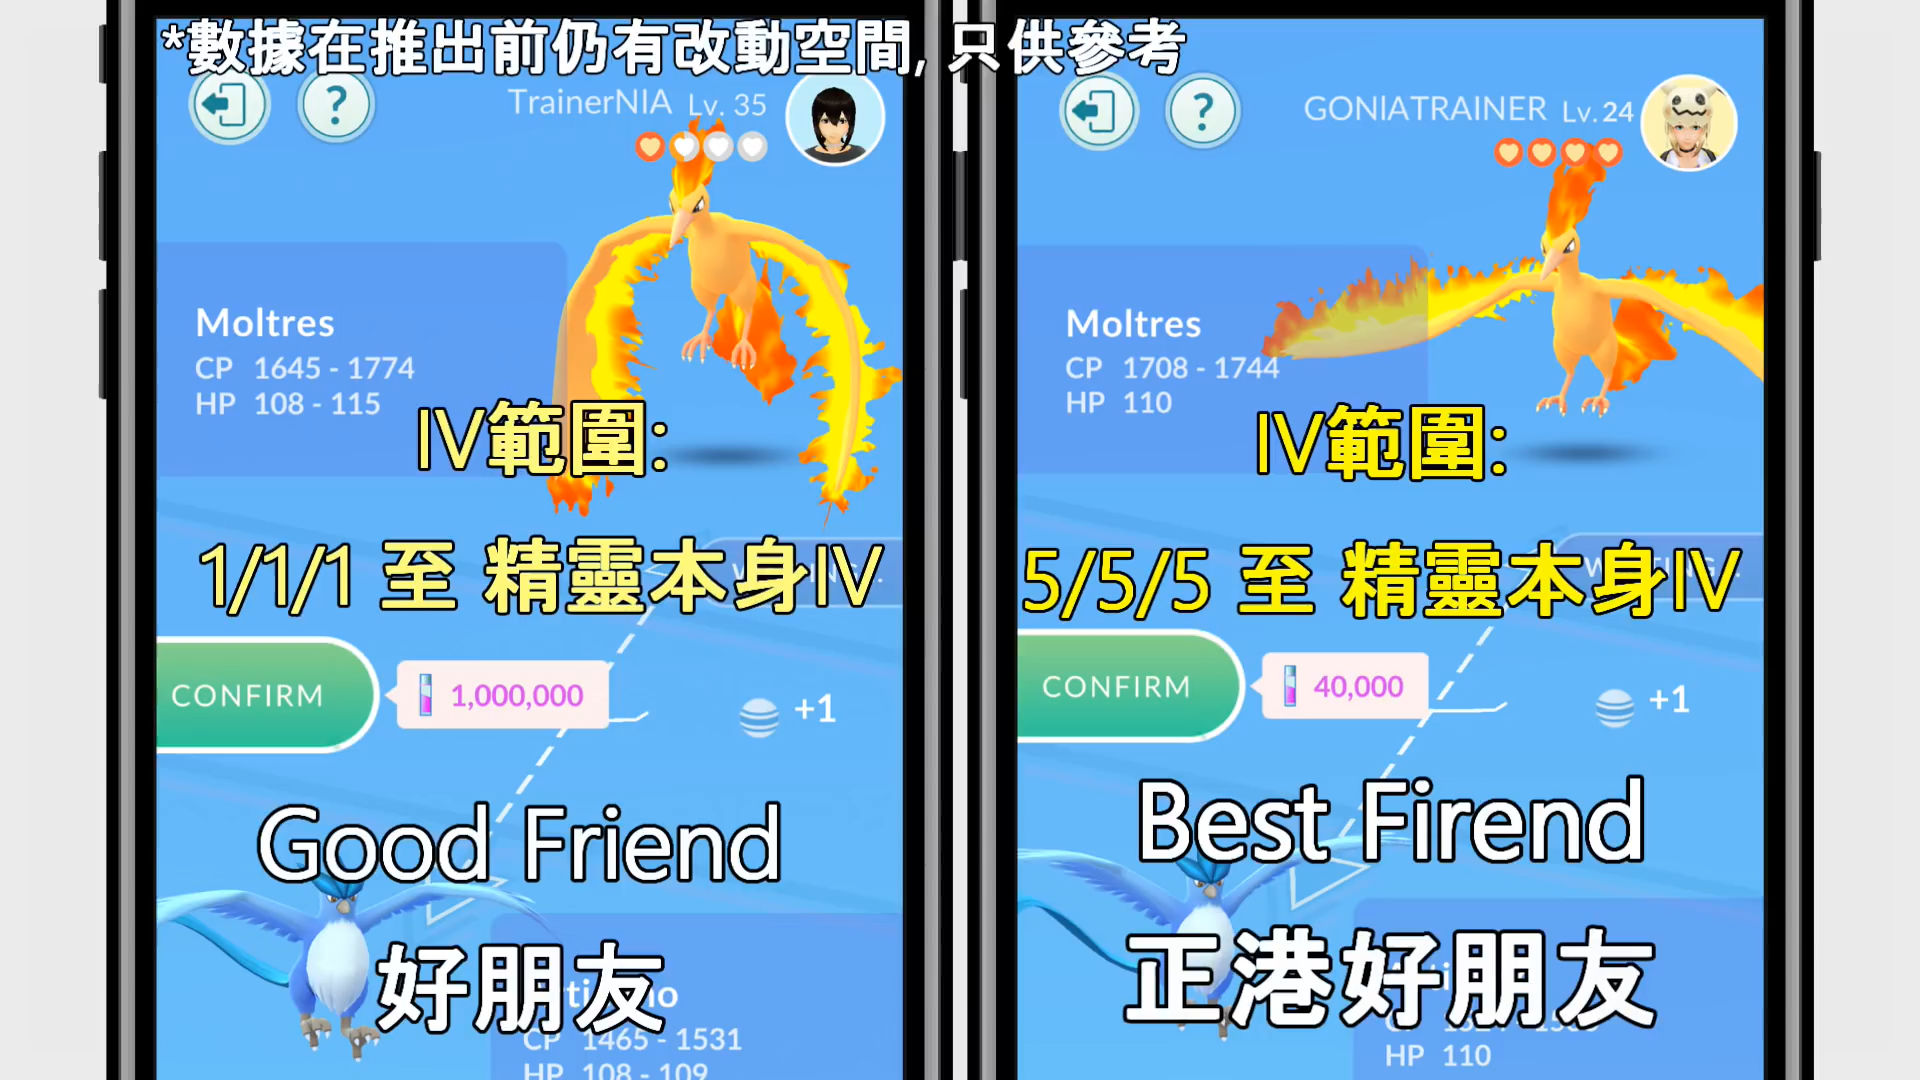 *數據在推出前仍有改動空間, 只供參考
TrainerNIA Lv. 35
Moltres
CP 1645 - 1774
HP 108 - 115
IV範圍:
1/1/1 至 精靈本身IV
CONFIRM
1,000,000
+1
Good Friend
好朋友
CP 1465 - 1531
HP 108 - 109
GONIATRAINER Lv. 24
Moltres
CP 1708 - 1744
HP 110
IV範圍:
5/5/5 至 精靈本身IV
CONFIRM
40,000
+1
Best Firend
正港好朋友
HP 110